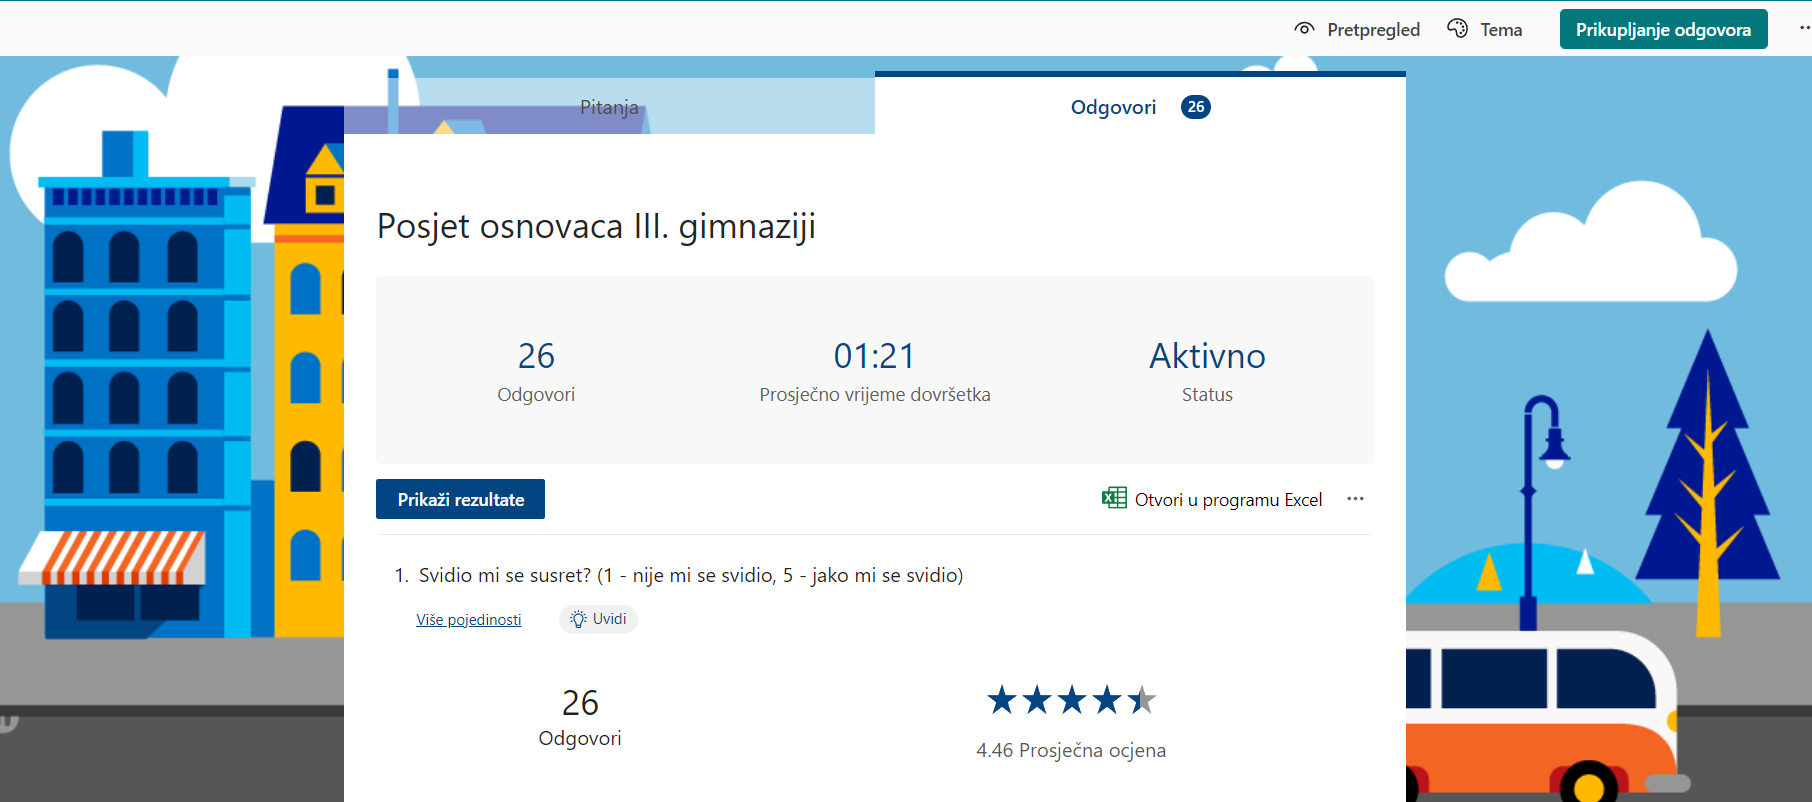 Pretpregled
Tema
Prikupljanje odgovora
Pitanja
Odgovori 26
Posjet osnovaca III. gimnaziji
26
Odgovori
01:21
Prosječno vrijeme dovršetka
Aktivno
Status
Prikaži rezultate
Otvori u programu Excel
1. Svidio mi se susret? (1 - nije mi se svidio, 5 - jako mi se svidio)
Više pojedinosti
Uvidi
26
Odgovori
4.46 Prosječna ocjena